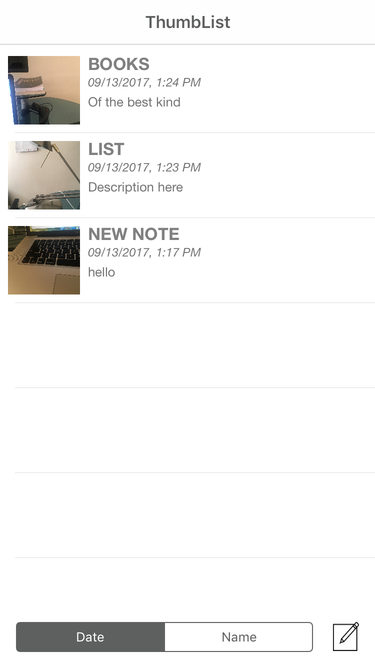 ThumbList
BOOKS
09/13/2017, 1:24 PM
Of the best kind
LIST
09/13/2017, 1:23 PM
Description here
NEW NOTE
09/13/2017, 1:17 PM
hello
Date
Name